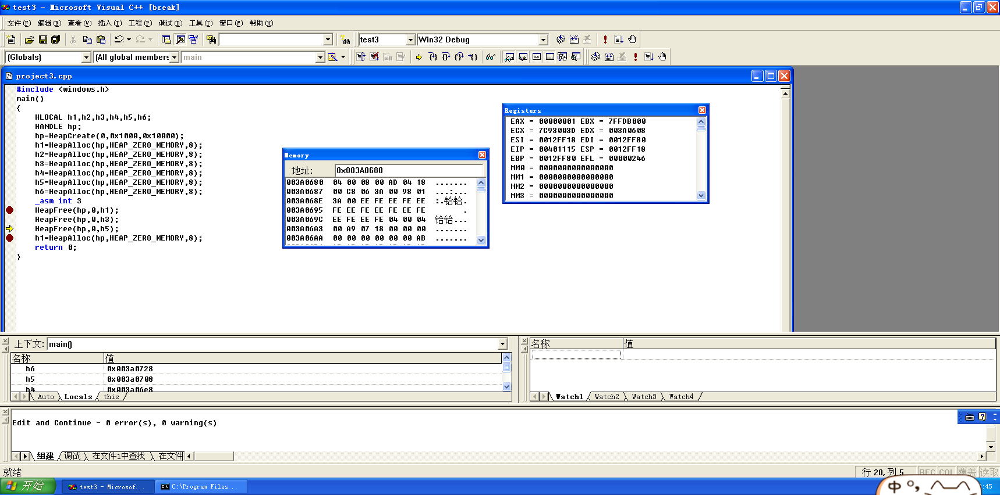 test3 - Microsoft Visual C++ [break]
文件(F) 编辑(E) 查看(V) 插入(I) 工程(P) 调试(D) 工具(T) 窗口(W) 帮助(H)
test3 Win32 Debug
(Globals) (All global members main
project3.cpp
#include <windows.h>
main()
{
HLOCAL h1,h2,h3,h4,h5,h6;
HANDLE hp;
hp=HeapCreate(0,0x1000,0x10000);
h1=HeapAlloc(hp,HEAP_ZERO_MEMORY,8);
h2=HeapAlloc(hp,HEAP_ZERO_MEMORY,8);
h3=HeapAlloc(hp,HEAP_ZERO_MEMORY,8);
h4=HeapAlloc(hp,HEAP_ZERO_MEMORY,8);
h5=HeapAlloc(hp,HEAP_ZERO_MEMORY,8);
h6=HeapAlloc(hp,HEAP_ZERO_MEMORY,8);
_asm int 3
HeapFree(hp,0,h1);
HeapFree(hp,0,h3);
HeapFree(hp,0,h5);
h1=HeapAlloc(hp,HEAP_ZERO_MEMORY,8);
return 0;
}
Memory
地址: 0x003A0680
003A0680 04 00 08 00 AD 04 18 .......
003A0687 00 C8 06 3A 00 98 01 ...:...
003A068E 3A 00 EE FE EE FE EE :.铪铪.
003A0695 FE EE FE EE FE EE FE .
003A069C EE FE EE FE 04 00 04 铪铪...
003A06A3 00 A9 07 18 00 00 00 .......
003A06AA 00 00 00 00 00 00 AB .......
Registers
EAX = 00000001 EBX = 7FFDB000
ECX = 7C93003D EDX = 003A0608
ESI = 0012FF18 EDI = 0012FF80
EIP = 00401115 ESP = 0012FF18
EBP = 0012FF80 EFL = 00000246
MM0 = 0000000000000000
MM1 = 0000000000000000
MM2 = 0000000000000000
MM3 = 0000000000000000
上下文: main()
名称 值
h6 0x003a0728
h5 0x003a0708
h4 0x003a06e8
Auto Locals this
名称 值
Watch1 Watch2 Watch3 Watch4
Edit and Continue - 0 error(s), 0 warning(s)
组建 调试 在文件1中查找 在文件
就绪
行 20,列 5 REC COL 覆盖 读取
开始 test3 - Microsof... C:\Program Files...
中 °, :45